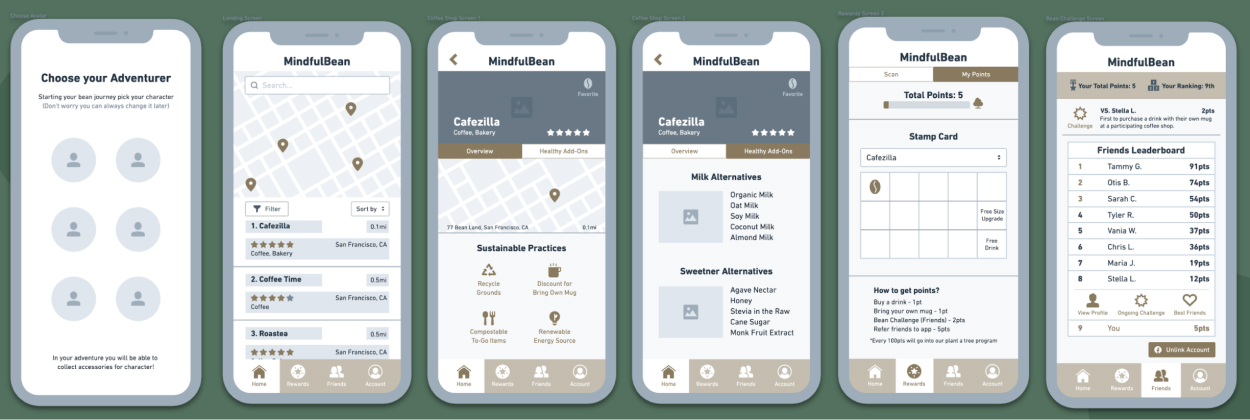 Choose Avatar
Choose your Adventurer
Starting your bean journey pick your character
(Don't worry you can always change it later)
In your adventure you will be able to
collect accessories for character!
Landing Screen
MindfulBean
Search...
Filter
Sort by
1. Cafezilla
0.1mi
San Francisco, CA
Coffee, Bakery
2. Coffee Time
0.5mi
San Francisco, CA
Coffee
3. Roastea
0.5mi
San Francisco, CA
Home
Rewards
Friends
Account
Coffee Shop Screen 1
MindfulBean
Favorite
Cafezilla
Coffee, Bakery
Overview
Healthy Add-Ons
77 Bean Land, San Francisco, CA
0.1mi
Sustainable Practices
Recycle
Grounds
Discount for
Bring Own Mug
Compostable
To-Go Items
Renewable
Energy Source
Home
Rewards
Friends
Account
Coffee Shop Screen 2
MindfulBean
Favorite
Cafezilla
Coffee, Bakery
Overview
Healthy Add-Ons
Milk Alternatives
Organic Milk
Oat Milk
Soy Milk
Coconut Milk
Almond Milk
Sweetner Alternatives
Agave Nectar
Honey
Stevia in the Raw
Cane Sugar
Monk Fruit Extract
Home
Rewards
Friends
Account
Rewards Screen 2
MindfulBean
Scan
My Points
Total Points: 5
Stamp Card
Cafezilla
Free Size
Upgrade
Free
Drink
How to get points?
Buy a drink - 1pt
Bring your own mug - 1pt
Bean Challenge (Friends) - 2pts
Refer friends to app - 5pts
*Every 100pts will go into our plant a tree program
Home
Rewards
Friends
Account
Bean Challenge Screen
MindfulBean
Your Total Points: 5
Your Ranking: 9th
Challenge
VS. Stella L.
2pts
First to purchase a drink with their own mug
at a participating coffee shop.
Friends Leaderboard
1 Tammy G. 91pts
2 Otis B. 74pts
3 Sarah C. 54pts
4 Tyler R. 50pts
5 Vania W. 37pts
6 Chris L. 36pts
7 Maria J. 19pts
8 Stella L. 12pts
View Profile
Ongoing Challenge
Best Friends
9 You 5pts
Unlink Account
Home
Rewards
Friends
Account